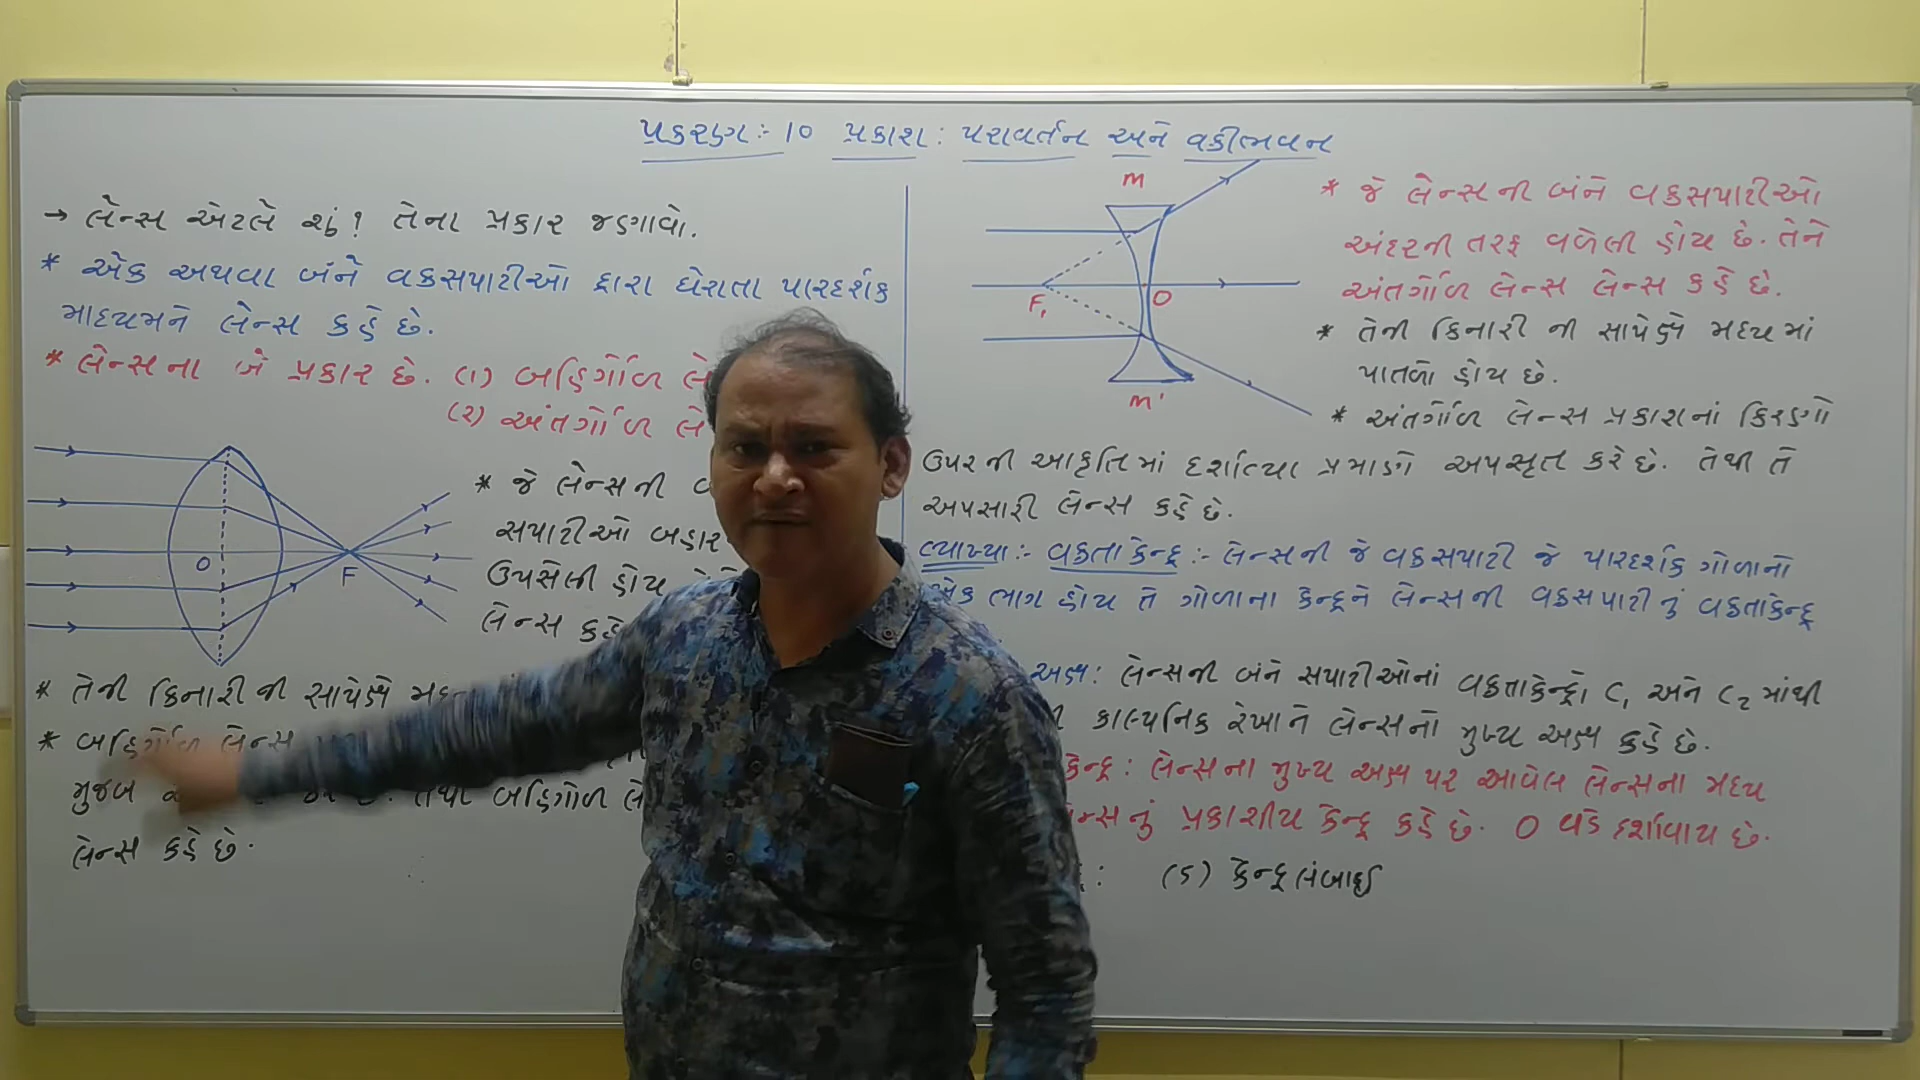 પ્રકરણ:- 10 પ્રકાશ: પરાવર્તન અને વક્રીભવન
→ લેન્સ એટલે શું? તેના પ્રકાર જણાવો.
* એક અથવા બંને વક્રસપાટીઓ દ્વારા ઘેરાતા પારદર્શક
માધ્યમને લેન્સ કહે છે.
* લેન્સના બે પ્રકાર છે. (૧) બહિર્ગોળ લે
(૨) અંતર્ગોળ લે
O
F
* જે લેન્સની
સપાટીઓ બહાર
ઉપસેલી હોય
લેન્સ કહે
* તેની કિનારી ની સાપેક્ષે
* બહિર્ગોળ લેન્સ
મુજબ
તેથી બહિર્ગોળ લે
લેન્સ કહે છે.
M
F₁
O
M'
* જે લેન્સ ની બંને વક્રસપાટીઓ
અંદરની તરફ વળેલી હોય છે. તેને
અંતર્ગોળ લેન્સ લેન્સ કહે છે.
* તેની કિનારી ની સાપેક્ષે મધ્યમાં
પાતળો હોય છે.
* અંતર્ગોળ લેન્સ પ્રકાશનાં કિરણો
ઉપરની આકૃતિમાં દર્શાવ્યા પ્રમાણે અપસૃત કરે છે. તેથી તે
અપસારી લેન્સ કહે છે.
વ્યાખ્યા:- વક્રતા કેન્દ્ર :- લેન્સની જે વક્રસપાટી જે પારદર્શક ગોળાનો
એક ભાગ હોય તે ગોળાના કેન્દ્રને લેન્સની વક્રસપાટીનું વક્રતાકેન્દ્ર
અક્ષ: લેન્સની બંને સપાટીઓનાં વક્રતાકેન્દ્રો C₁ અને C₂ માંથી
કાલ્પનિક રેખાને લેન્સનો મુખ્ય અક્ષ કહે છે.
કેન્દ્ર: લેન્સના મુખ્ય અક્ષ પર આવેલ લેન્સના મધ્ય
લેન્સનું પ્રકાશીય કેન્દ્ર કહે છે. O વડે દર્શાવાય છે.
: (5) કેન્દ્રલંબાઈ